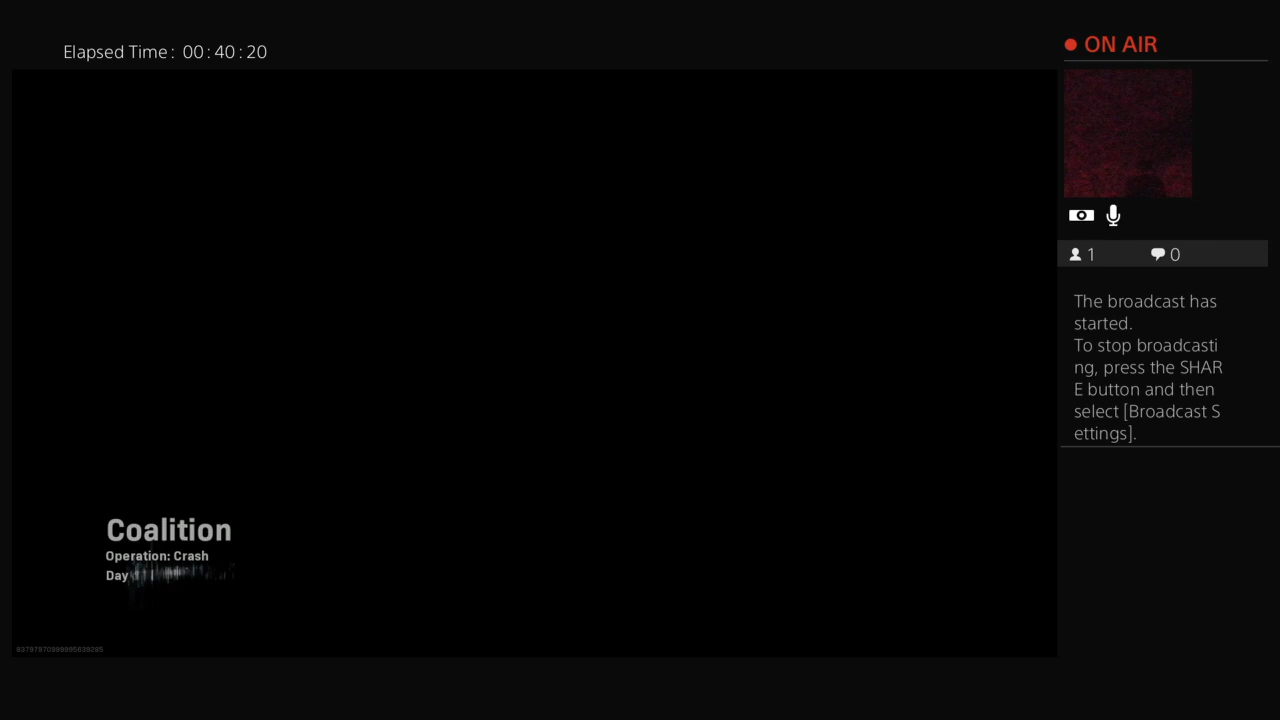 Elapsed Time: 00:40:20
ON AIR
1 0
The broadcast has
started.
To stop broadcasti
ng, press the SHAR
E button and then
select [Broadcast S
ettings].
Coalition
Operation: Crash
Day